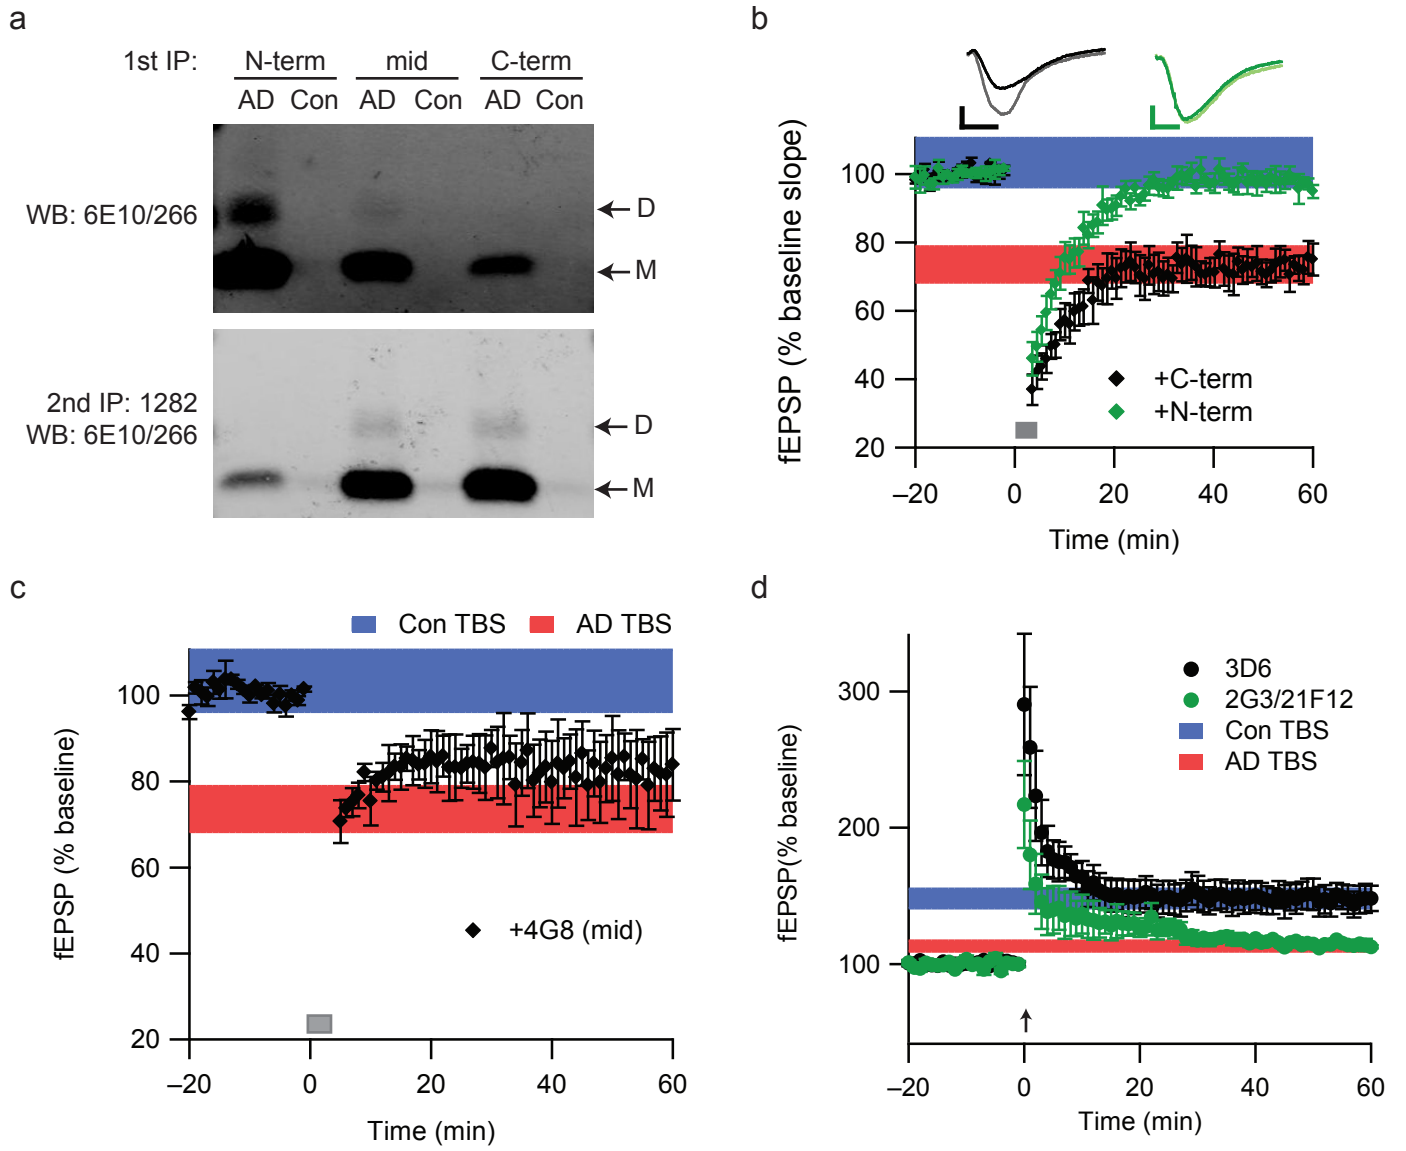 a
1st IP: N-term mid C-term
AD Con AD Con AD Con
WB: 6E10/266
D
M
2nd IP: 1282
WB: 6E10/266
D
M
b
fEPSP (% baseline slope)
100
80
60
40
20
+C-term
+N-term
–20 0 20 40 60
Time (min)
c
Con TBS AD TBS
fEPSP (% baseline)
100
80
60
40
20
+4G8 (mid)
–20 0 20 40 60
Time (min)
d
fEPSP(% baseline)
300
200
100
3D6
2G3/21F12
Con TBS
AD TBS
–20 0 20 40 60
Time (min)